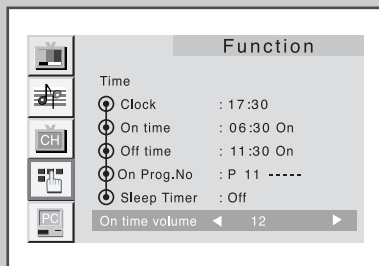 Function
Time
Clock : 17:30
On time : 06:30 On
Off time : 11:30 On
On Prog.No : P 11 -----
Sleep Timer : Off
On time volume 12
CH
PC